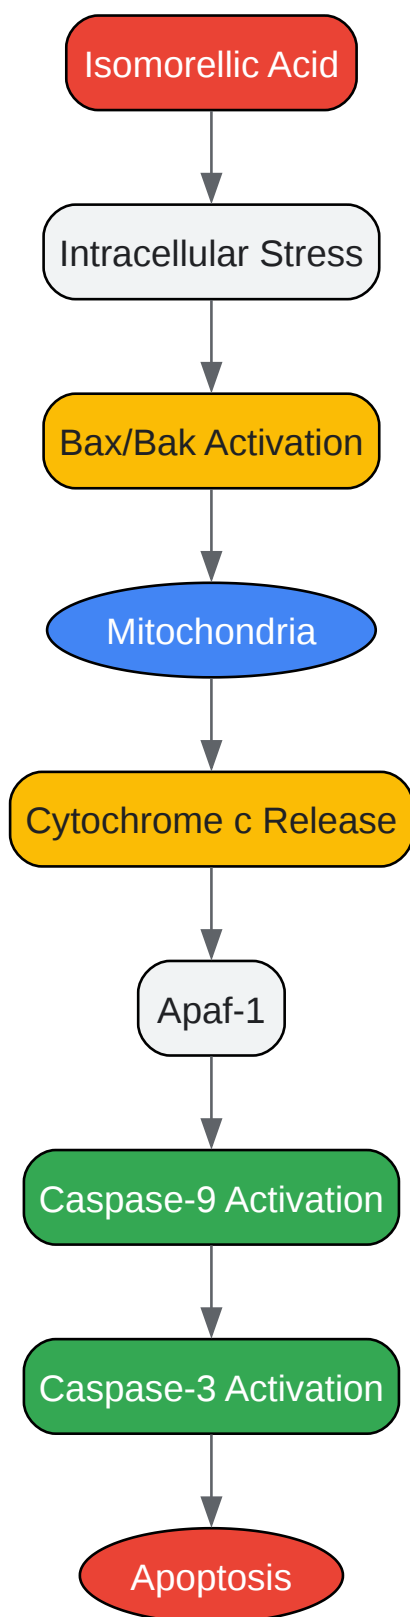 Isomorellic Acid
Intracellular Stress
Bax/Bak Activation
Mitochondria
Cytochrome c Release
Apaf-1
Caspase-9 Activation
Caspase-3 Activation
Apoptosis